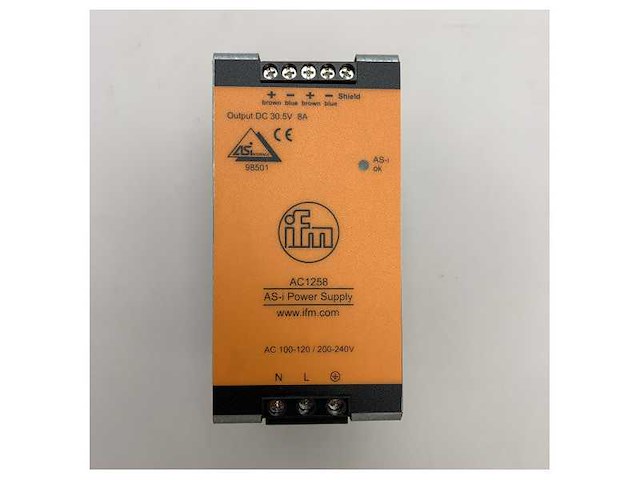 + − + − Shield
brown blue brown blue
Output:DC 30.5V 8A
ASi
CE
98501
AS-i
ok
ifm
AC1258
AS-i Power Supply
www.ifm.com
AC 100-120 / 200-240V
N L